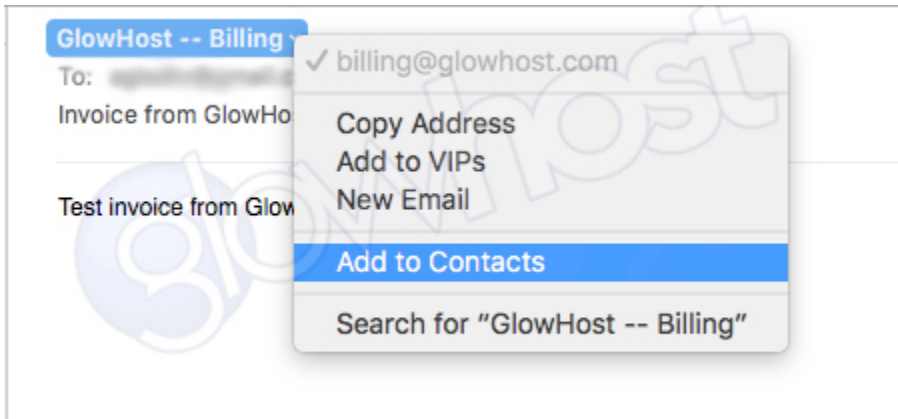 GlowHost -- Billing
billing@glowhost.com
To:
Invoice from GlowHo
Copy Address
Add to VIPs
New Email
Test invoice from Glow
Add to Contacts
Search for “GlowHost -- Billing”
glowhost